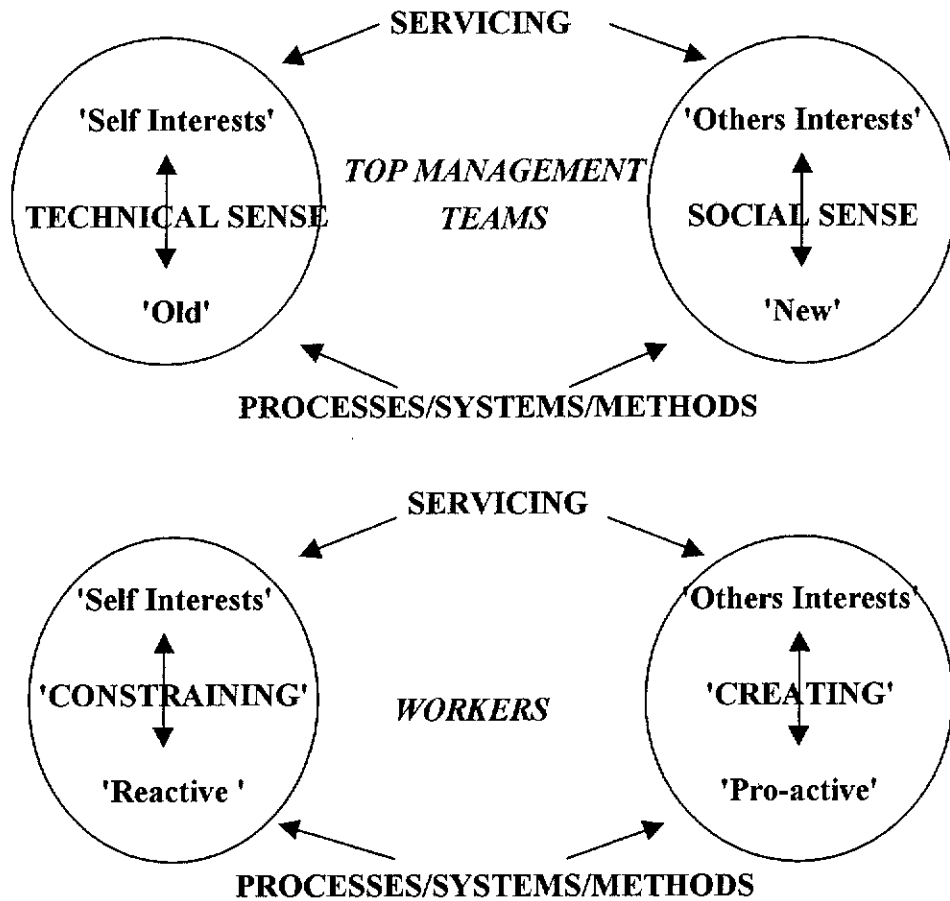 SERVICING
'Self Interests'
'Others Interests'
TOP MANAGEMENT
TEAMS
TECHNICAL SENSE
SOCIAL SENSE
'Old'
'New'
PROCESSES/SYSTEMS/METHODS
SERVICING
'Self Interests'
'Others Interests'
'CONSTRAINING'
WORKERS
'CREATING'
'Reactive '
'Pro-active'
PROCESSES/SYSTEMS/METHODS